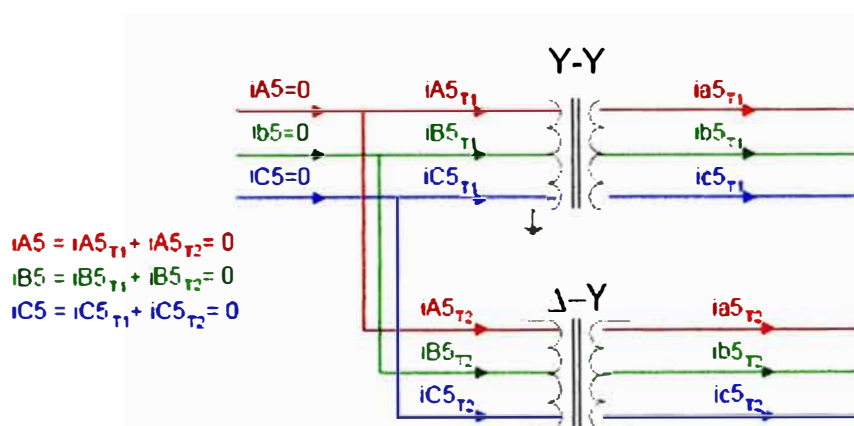 Y-Y
iA5=0 iA5T1 ia5T1
ib5=0 iB5T1 ib5T1
iC5=0 iC5T1 ic5T1
iA5 = iA5T1 + iA5T2 = 0
iB5 = iB5T1 + iB5T2 = 0
iC5 = iC5T1 + iC5T2 = 0
Δ-Y
iA5T2 ia5T2
iB5T2 ib5T2
iC5T2 ic5T2